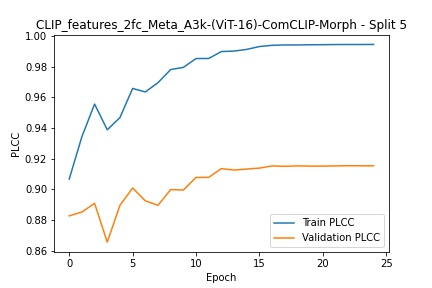 CLIP_features_2fc_Meta_A3k-(ViT-16)-ComCLIP-Morph - Split 5
1.00
0.98
0.96
0.94
0.92
0.90
0.88
0.86
PLCC
Train PLCC
Validation PLCC
0 5 10 15 20 25
Epoch